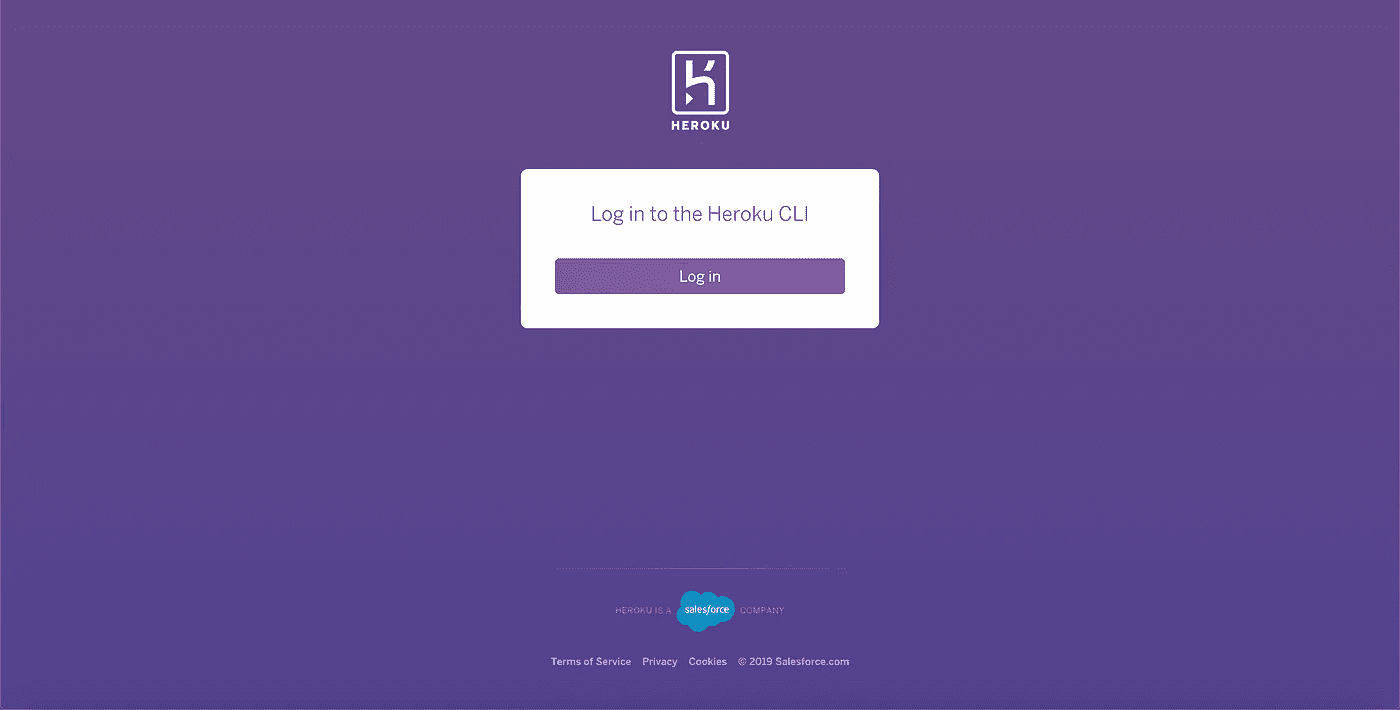 HEROKU
Log in to the Heroku CLI
Log in
HEROKU IS A salesforce COMPANY
Terms of Service Privacy Cookies © 2019 Salesforce.com